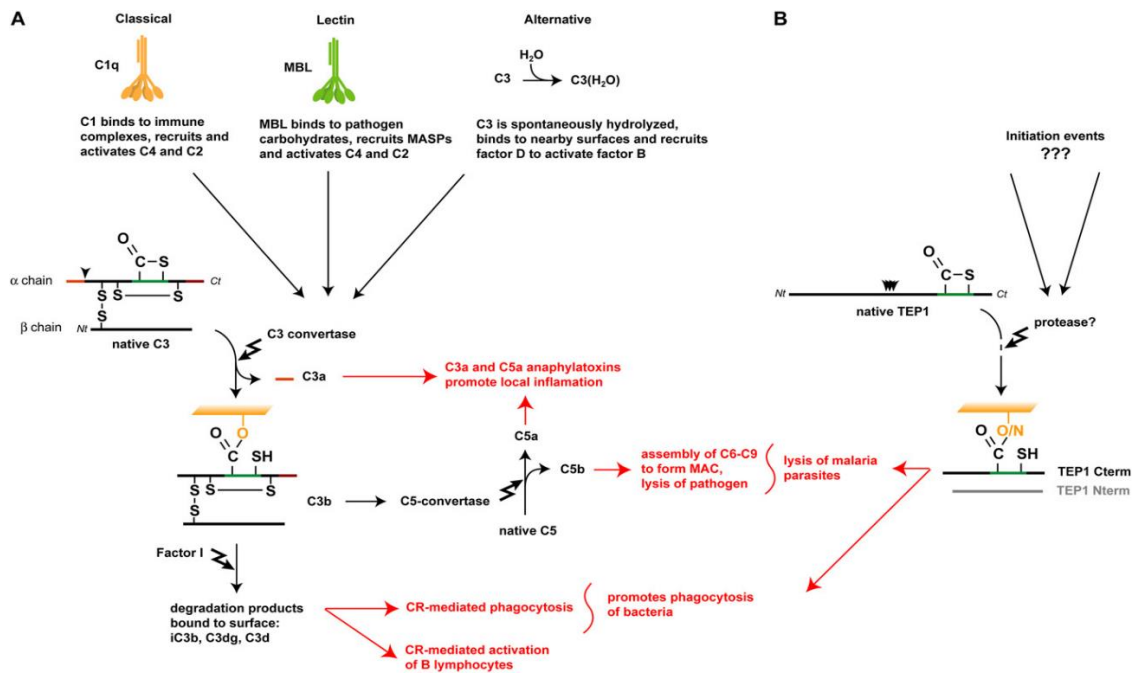 A
Classical
C1q
C1 binds to immune
complexes, recruits and
activates C4 and C2
Lectin
MBL
MBL binds to pathogen
carbohydrates, recruits MASPs
and activates C4 and C2
Alternative
H2O
C3
C3(H2O)
C3 is spontaneously hydrolyzed,
binds to nearby surfaces and recruits
factor D to activate factor B
O
C
S
α chain
Ct
S
S
S
S
β chain
Nt
native C3
C3 convertase
C3a
C3a and C5a anaphylatoxins
promote local inflamation
O
O
C
SH
S
S
S
S
C3b
C5-convertase
C5a
C5b
native C5
assembly of C6-C9
to form MAC,
lysis of pathogen
lysis of malaria
parasites
Factor I
degradation products
bound to surface:
iC3b, C3dg, C3d
CR-mediated phagocytosis
promotes phagocytosis
of bacteria
CR-mediated activation
of B lymphocytes
B
Initiation events
???
O
C
S
Nt
Ct
native TEP1
protease?
O
O/N
C
SH
TEP1 Cterm
TEP1 Nterm